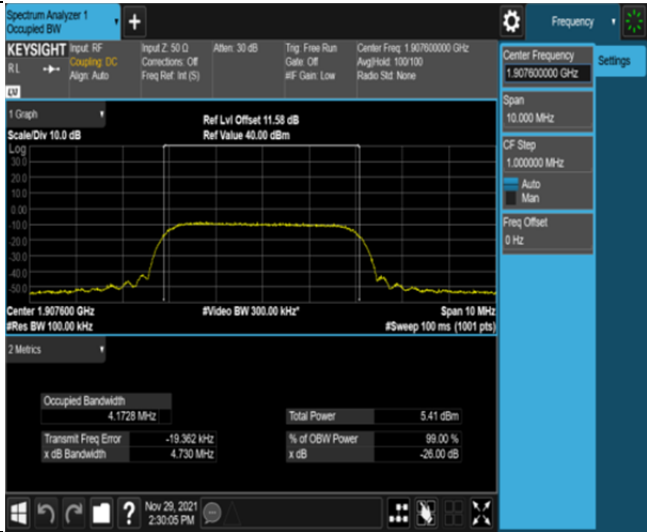 Spectrum Analyzer 1
Occupied BW
+
Frequency
KEYSIGHT
RL
LW
Input: RF
Coupling: DC
Align: Auto
Input Z: 50 Ω
Corrections: Off
Freq Ref: Int (S)
Atten: 30 dB
Trig: Free Run
Gate: Off
#IF Gain: Low
Center Freq: 1.907600000 GHz
Avg|Hold: 100/100
Radio Std: None
Center Frequency
1.907600000 GHz
Settings
Span
10.000 MHz
CF Step
1.000000 MHz
Auto
Man
Freq Offset
0 Hz
1 Graph
Scale/Div 10.0 dB
Ref Lvl Offset 11.58 dB
Ref Value 40.00 dBm
Log
30.0
20.0
10.0
0.00
-10.0
-20.0
-30.0
-40.0
-50.0
Center 1.907600 GHz
#Video BW 300.00 kHz*
Span 10 MHz
#Res BW 100.00 kHz
#Sweep 100 ms (1001 pts)
2 Metrics
Occupied Bandwidth
4.1728 MHz
Total Power 5.41 dBm
Transmit Freq Error -19.362 kHz
% of OBW Power 99.00 %
x dB Bandwidth 4.730 MHz
x dB -26.00 dB
?
Nov 29, 2021
2:30:05 PM